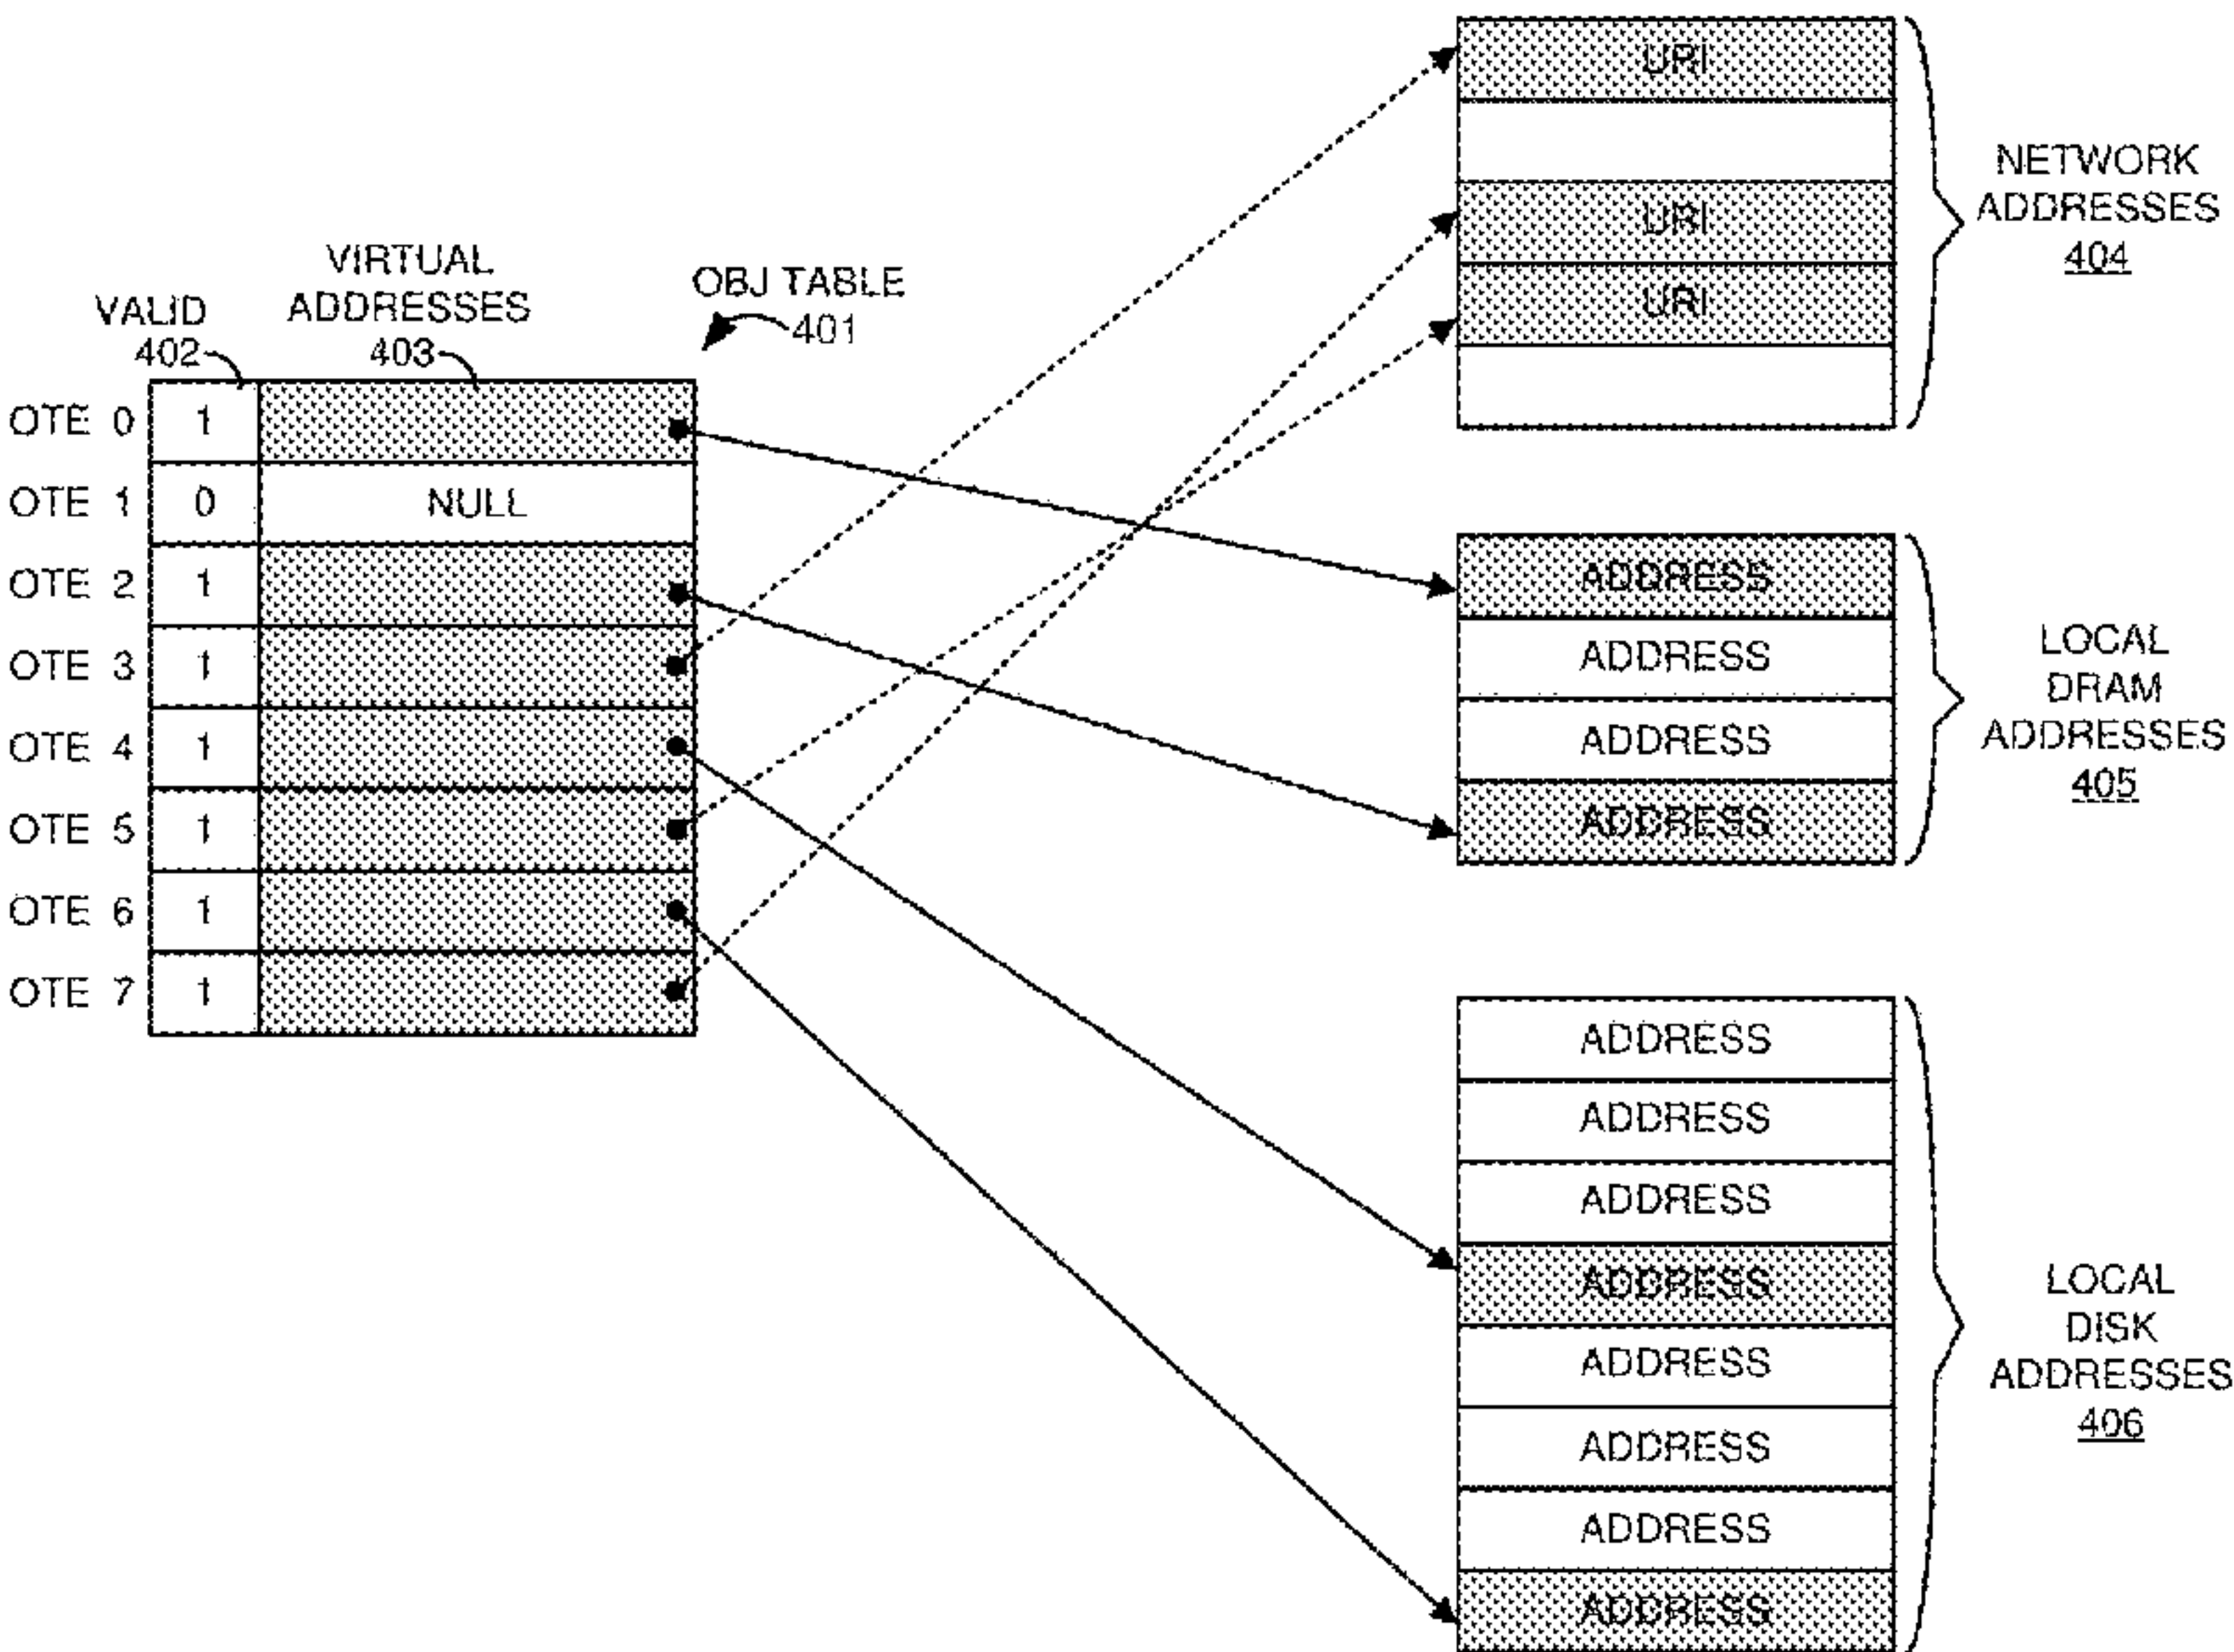 VALID
402
VIRTUAL
ADDRESSES
403
OBJ TABLE
401
OTE 0 1
OTE 1 0 NULL
OTE 2 1
OTE 3 1
OTE 4 1
OTE 5 1
OTE 6 1
OTE 7 1
URI
URI
URI
NETWORK
ADDRESSES
404
ADDRESS
ADDRESS
ADDRESS
ADDRESS
LOCAL
DRAM
ADDRESSES
405
ADDRESS
ADDRESS
ADDRESS
ADDRESS
ADDRESS
ADDRESS
ADDRESS
ADDRESS
LOCAL
DISK
ADDRESSES
406